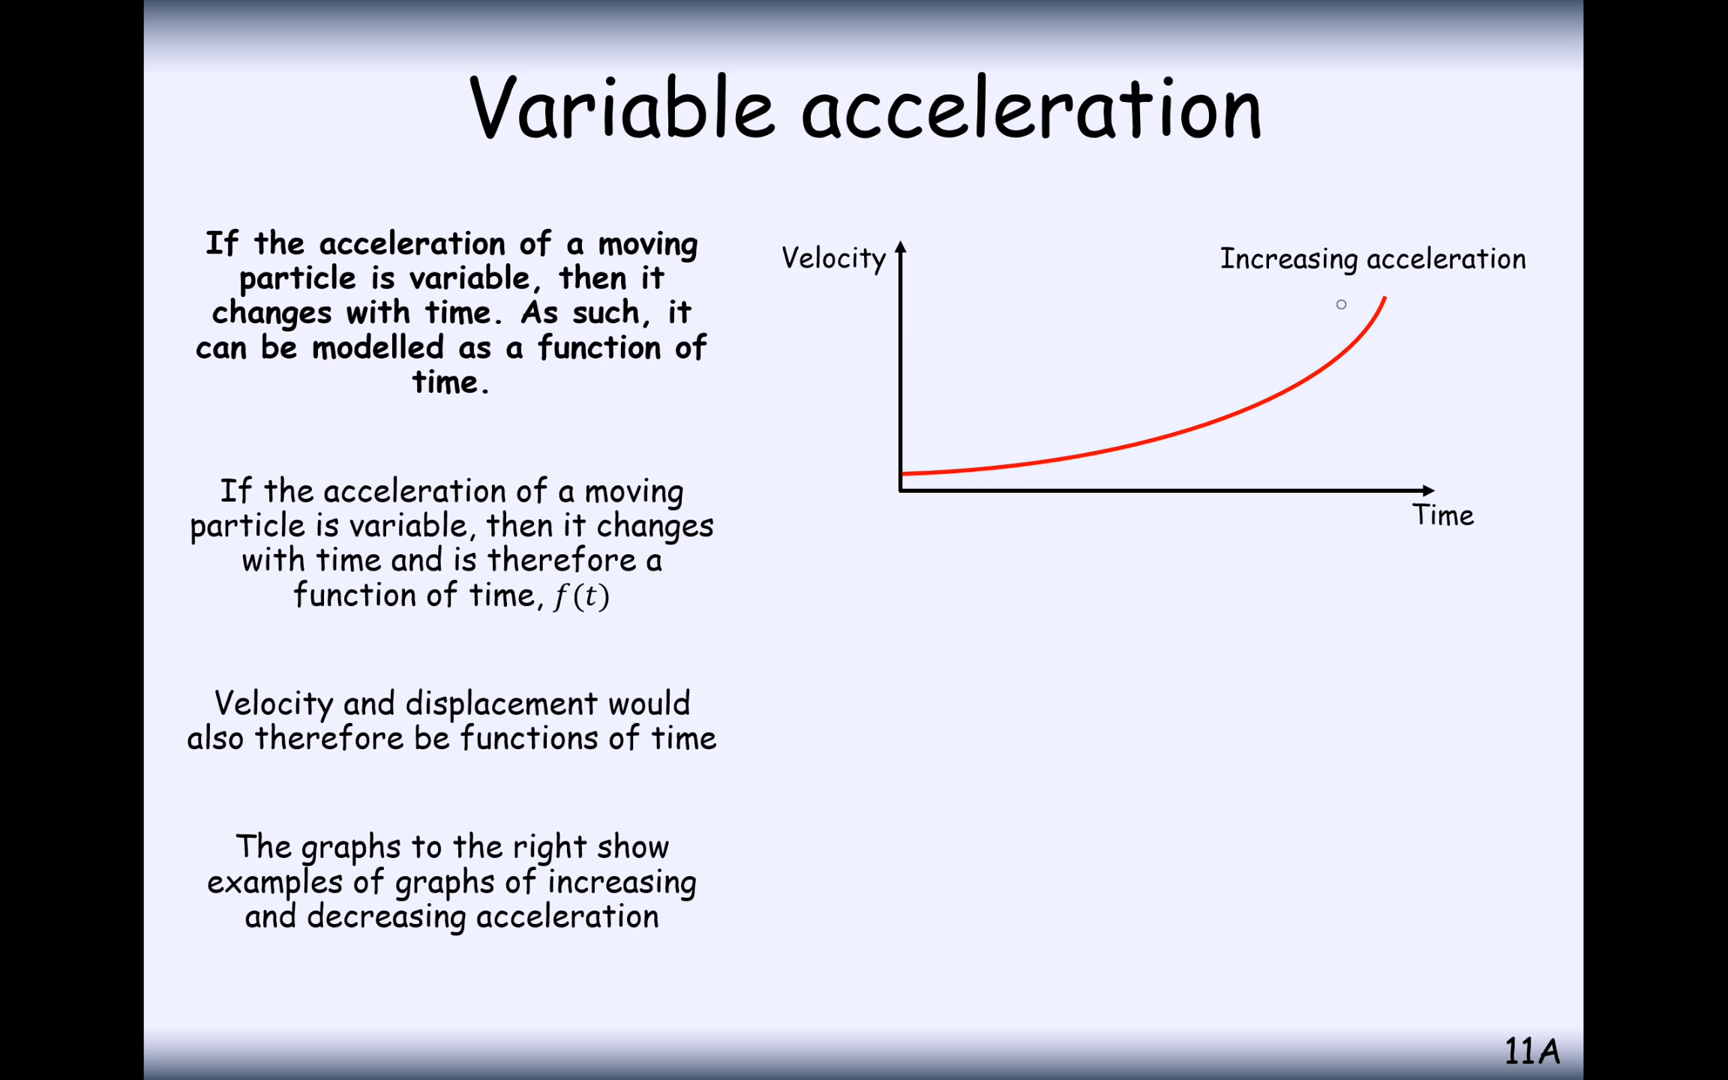 Variable acceleration
If the acceleration of a moving
particle is variable, then it
changes with time. As such, it
can be modelled as a function of
time.
If the acceleration of a moving
particle is variable, then it changes
with time and is therefore a
function of time, f(t)
Velocity and displacement would
also therefore be functions of time
The graphs to the right show
examples of graphs of increasing
and decreasing acceleration
Velocity
Increasing acceleration
Time
11A